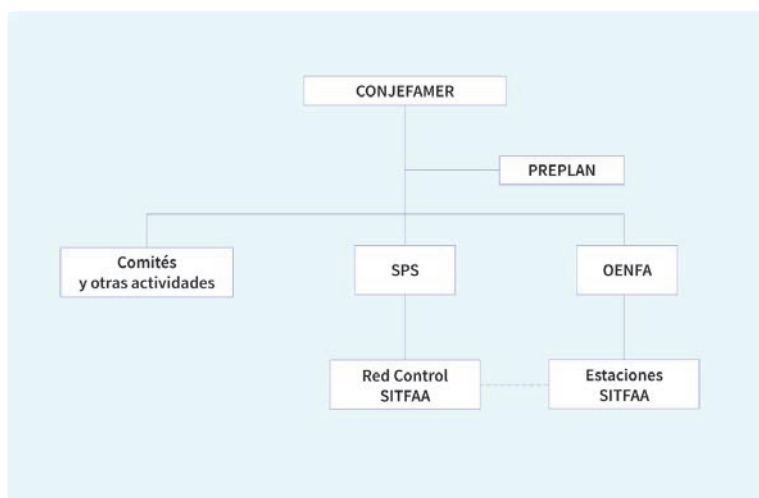 CONJEFAMER
PREPLAN
Comités
y otras actividades
SPS
OENFA
Red Control
SITFAA
Estaciones
SITFAA